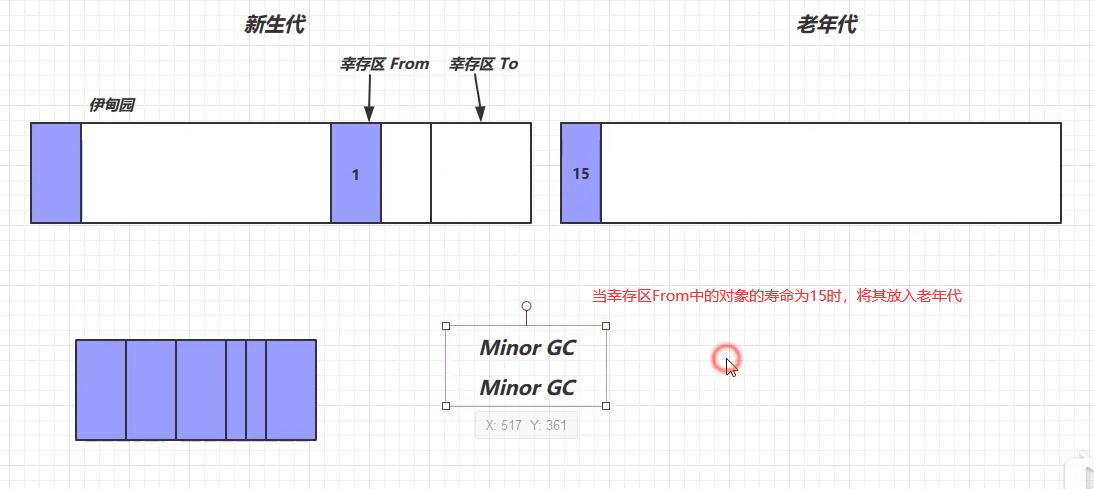 新生代
老年代
幸存区 From
幸存区 To
伊甸园
1
15
当幸存区From中的对象的寿命为15时，将其放入老年代
Minor GC
Minor GC
X: 517 Y: 361